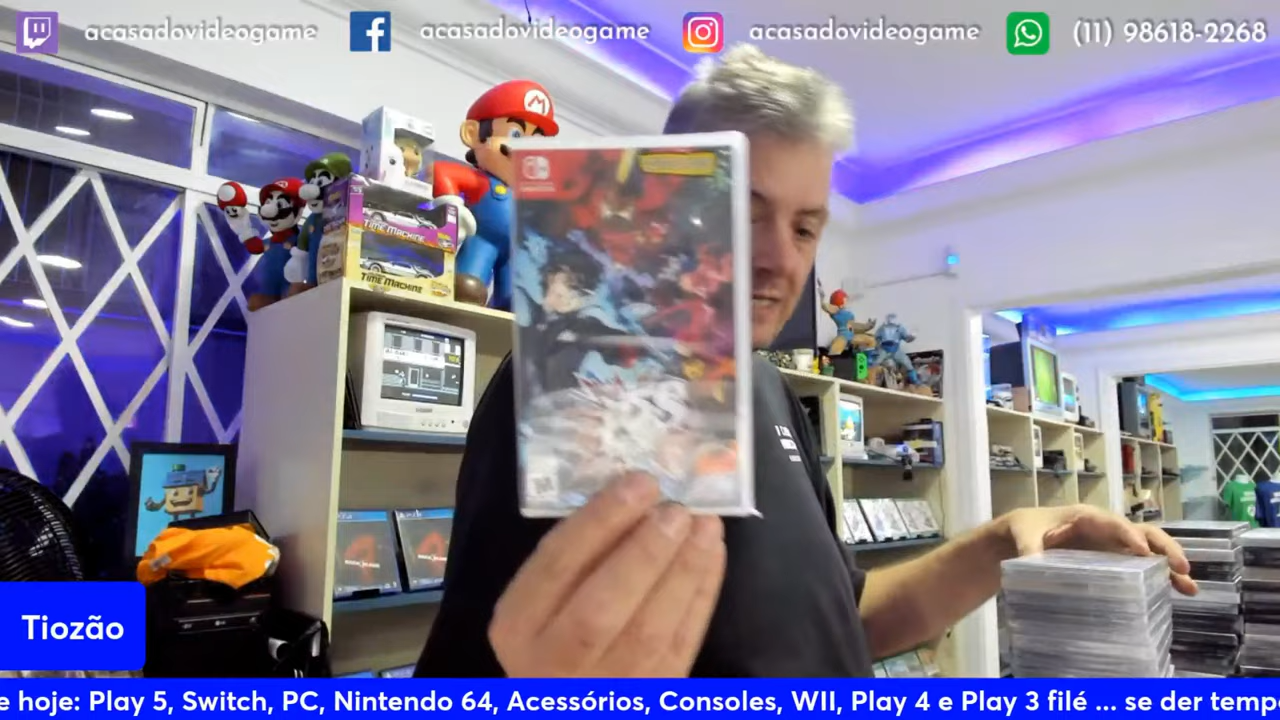 acasadovideogame
acasadovideogame
acasadovideogame
(11) 98618-2268
TIME MACHINE
TIME MACHINE
Tiozão
e hoje: Play 5, Switch, PC, Nintendo 64, Acessórios, Consoles, WII, Play 4 e Play 3 filé ... se der temp